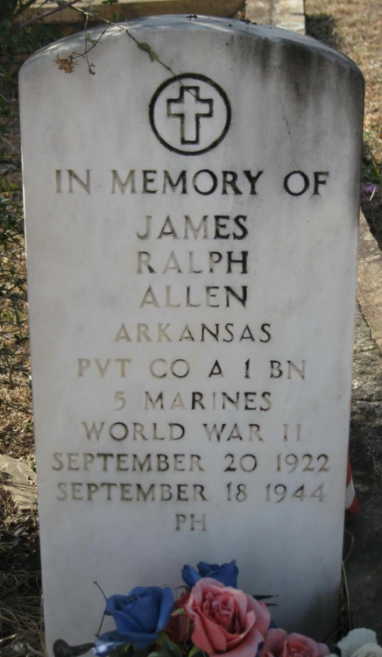 IN MEMORY OF
JAMES
RALPH
ALLEN
ARKANSAS
PVT CO A 1 BN
5 MARINES
WORLD WAR II
SEPTEMBER 20 1922
SEPTEMBER 18 1944
PH